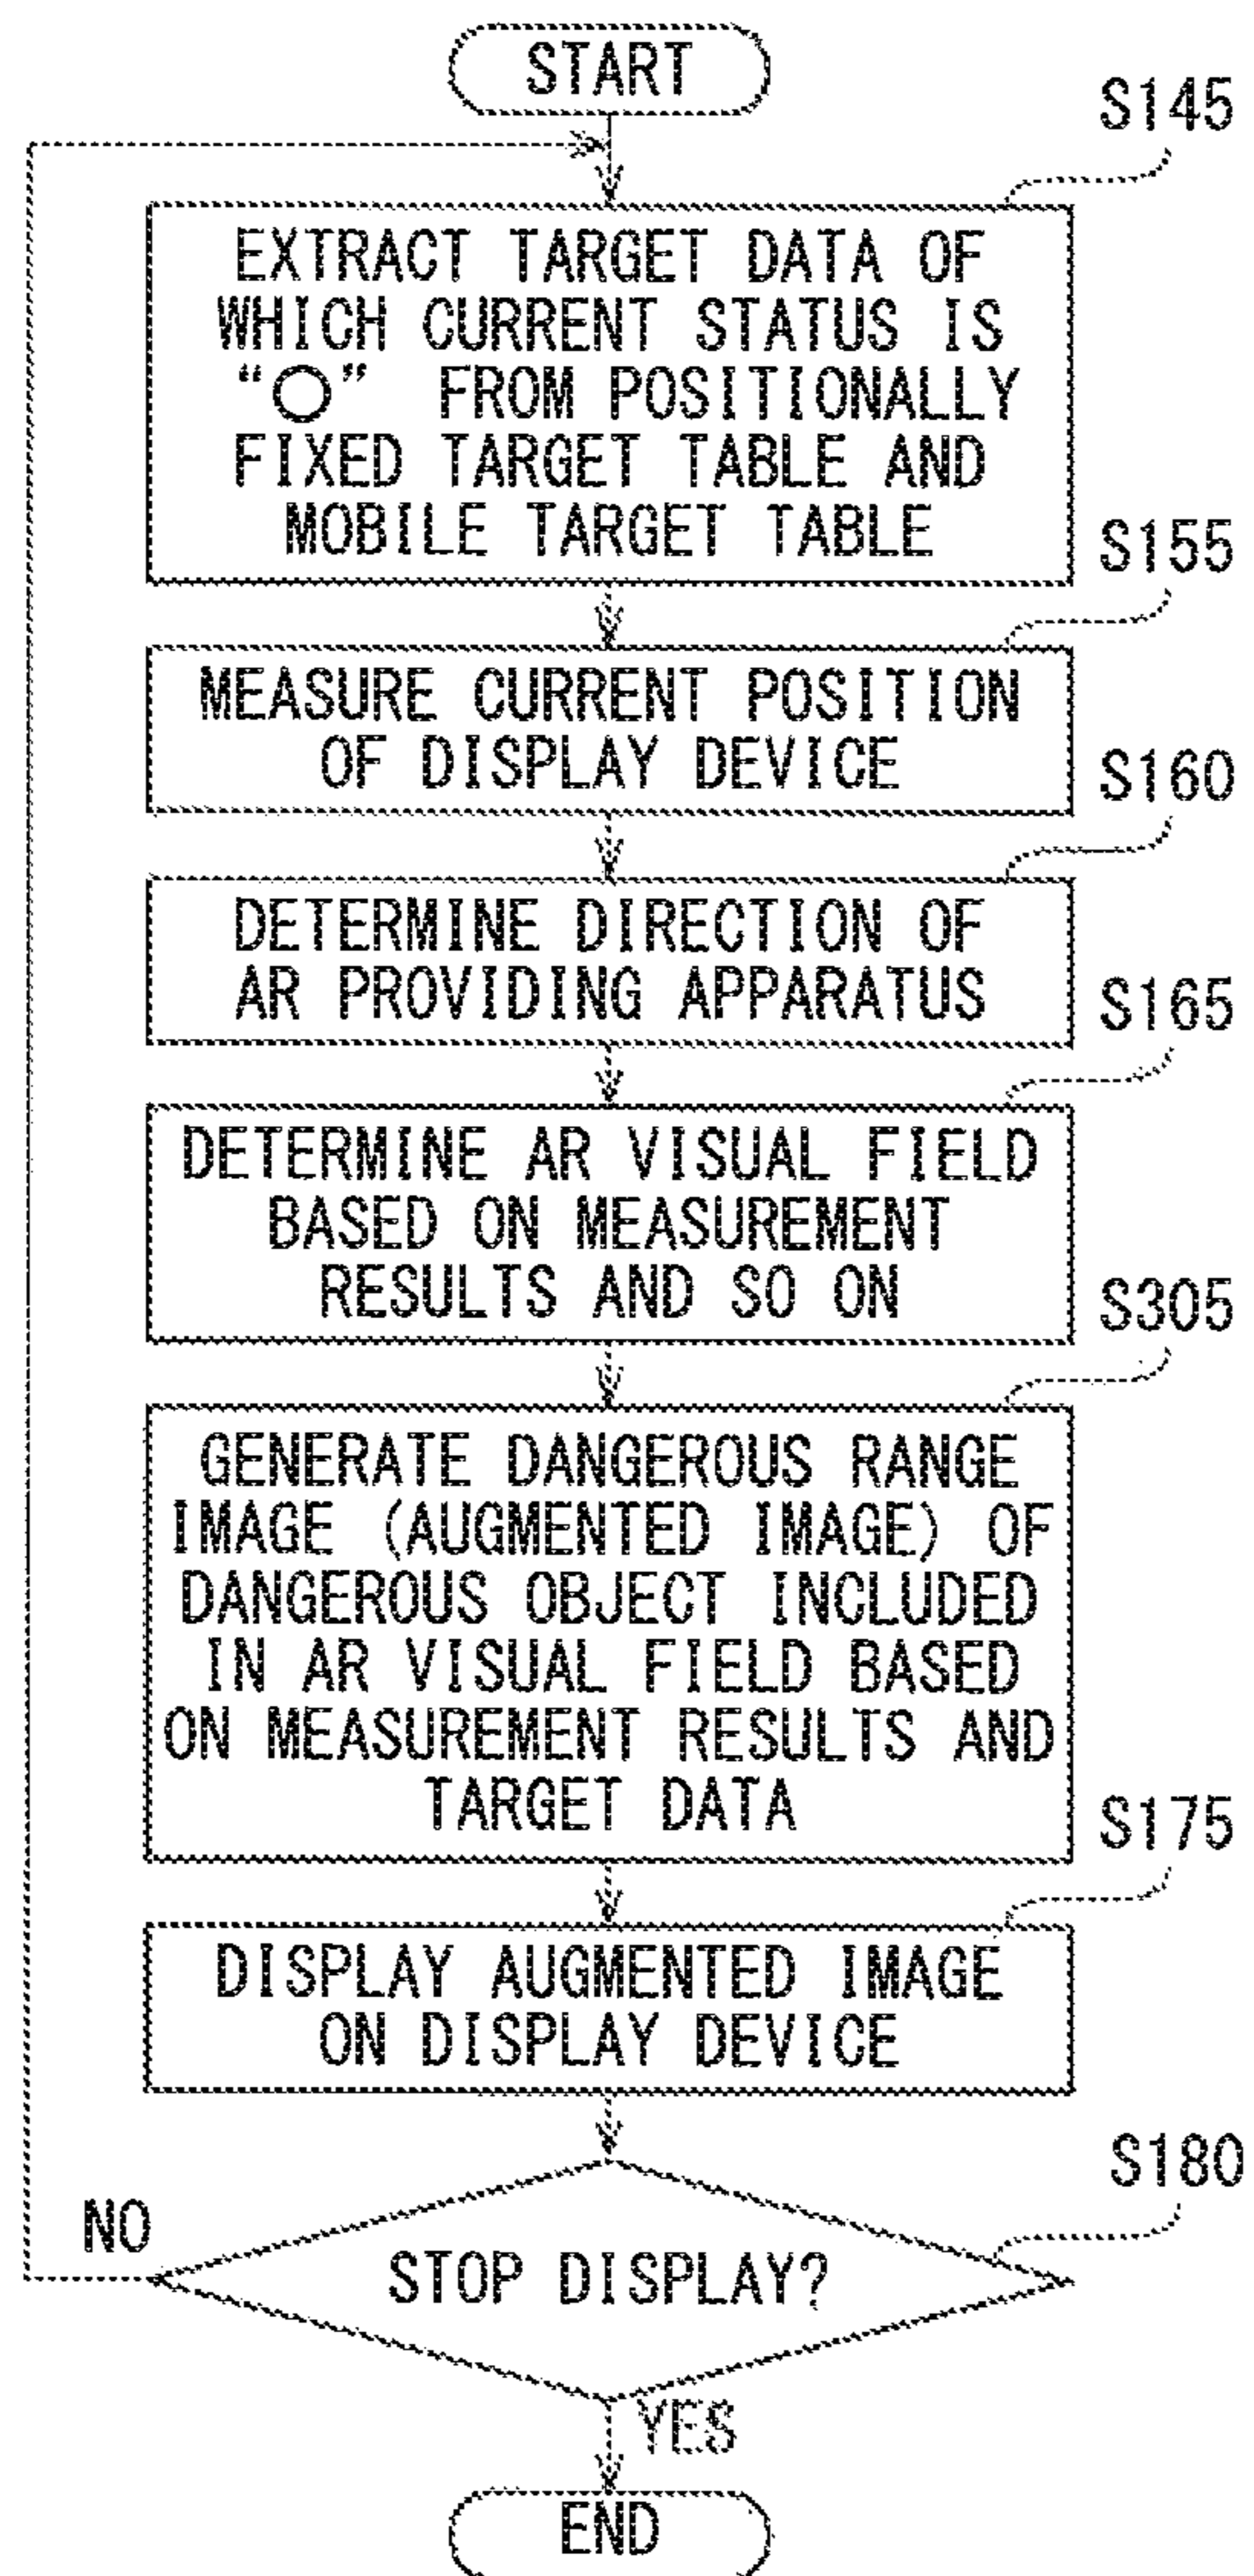 START
S145
EXTRACT TARGET DATA OF
WHICH CURRENT STATUS IS
“○” FROM POSITIONALLY
FIXED TARGET TABLE AND
MOBILE TARGET TABLE
S155
MEASURE CURRENT POSITION
OF DISPLAY DEVICE
S160
DETERMINE DIRECTION OF
AR PROVIDING APPARATUS
S165
DETERMINE AR VISUAL FIELD
BASED ON MEASUREMENT
RESULTS AND SO ON
S305
GENERATE DANGEROUS RANGE
IMAGE (AUGMENTED IMAGE) OF
DANGEROUS OBJECT INCLUDED
IN AR VISUAL FIELD BASED
ON MEASUREMENT RESULTS AND
TARGET DATA
S175
DISPLAY AUGMENTED IMAGE
ON DISPLAY DEVICE
S180
NO
STOP DISPLAY?
YES
END